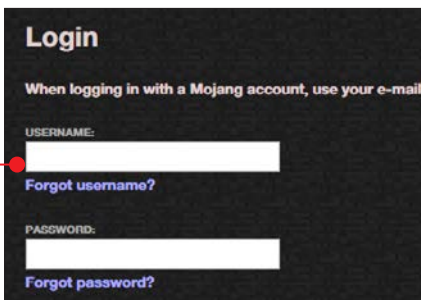 Login
When logging in with a Mojang account, use your e-mail
USERNAME:
Forgot username?
PASSWORD:
Forgot password?